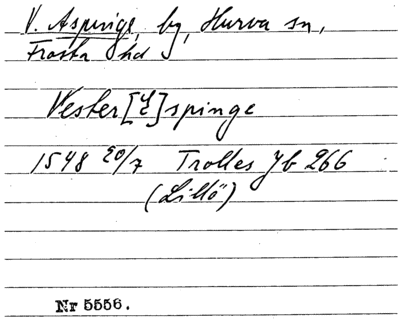 V. Aspinge, by, Hurva sn,
Frosta hd
Vester[E]spinge
1548 20/7 Trolles Jb 266
(Lillö)
Nr 5556.